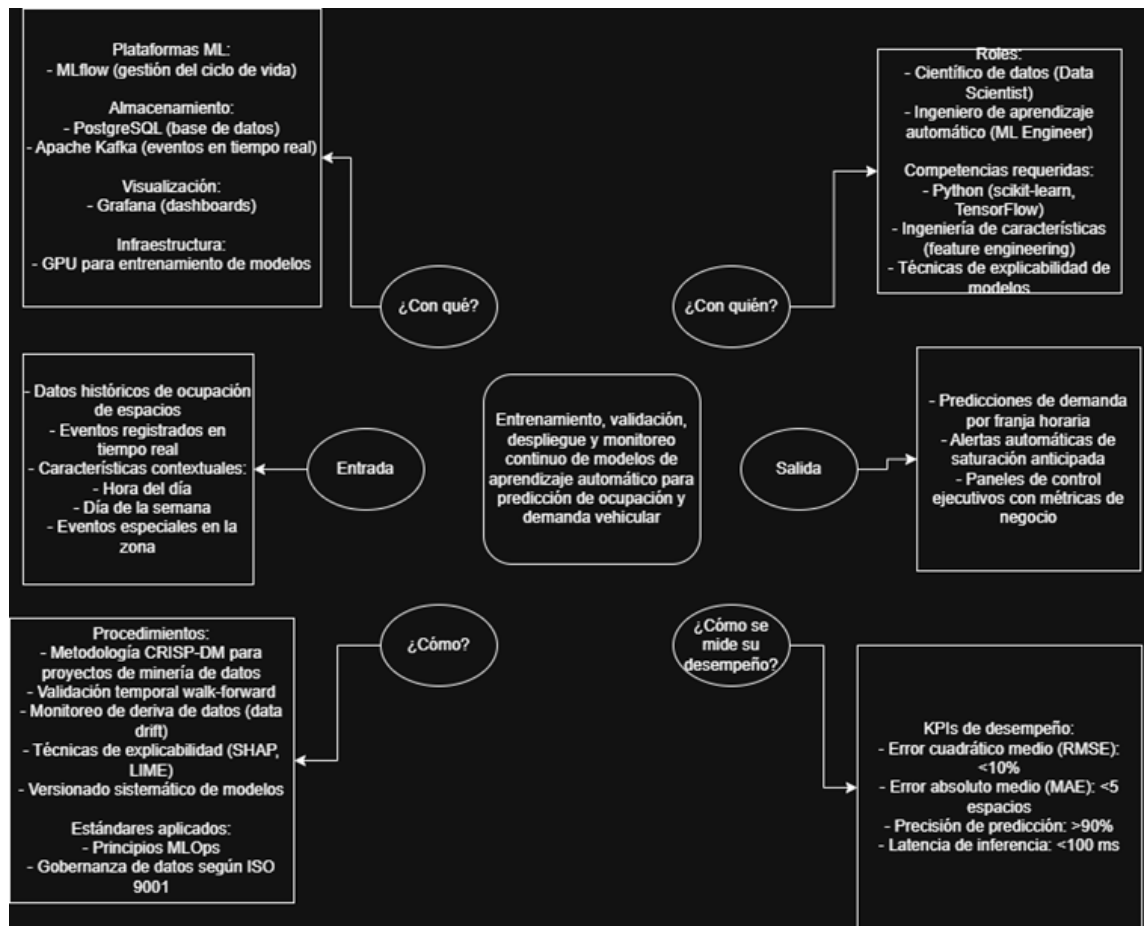 Plataformas ML:
- MLflow (gestión del ciclo de vida)
Almacenamiento:
- PostgreSQL (base de datos)
- Apache Kafka (eventos en tiempo real)
Visualización:
- Grafana (dashboards)
Infraestructura:
- GPU para entrenamiento de modelos
¿Con qué?
Roles:
- Científico de datos (Data
Scientist)
- Ingeniero de aprendizaje
automático (ML Engineer)
Competencias requeridas:
- Python (scikit-learn,
TensorFlow)
- Ingeniería de características
(feature engineering)
- Técnicas de explicabilidad de
modelos
¿Con quién?
- Datos históricos de ocupación
de espacios
- Eventos registrados en
tiempo real
- Características contextuales:
- Hora del día
- Día de la semana
- Eventos especiales en la
zona
Entrada
Entrenamiento, validación,
despliegue y monitoreo
continuo de modelos de
aprendizaje automático para
predicción de ocupación y
demanda vehicular
Salida
- Predicciones de demanda
por franja horaria
- Alertas automáticas de
saturación anticipada
- Paneles de control
ejecutivos con métricas de
negocio
Procedimientos:
- Metodología CRISP-DM para
proyectos de minería de datos
- Validación temporal walk-forward
- Monitoreo de deriva de datos (data
drift)
- Técnicas de explicabilidad (SHAP,
LIME)
- Versionado sistemático de modelos
Estándares aplicados:
- Principios MLOps
- Gobernanza de datos según ISO
9001
¿Cómo?
¿Cómo se
mide su
desempeño?
KPIs de desempeño:
- Error cuadrático medio (RMSE):
<10%
- Error absoluto medio (MAE): <5
espacios
- Precisión de predicción: >90%
- Latencia de inferencia: <100 ms